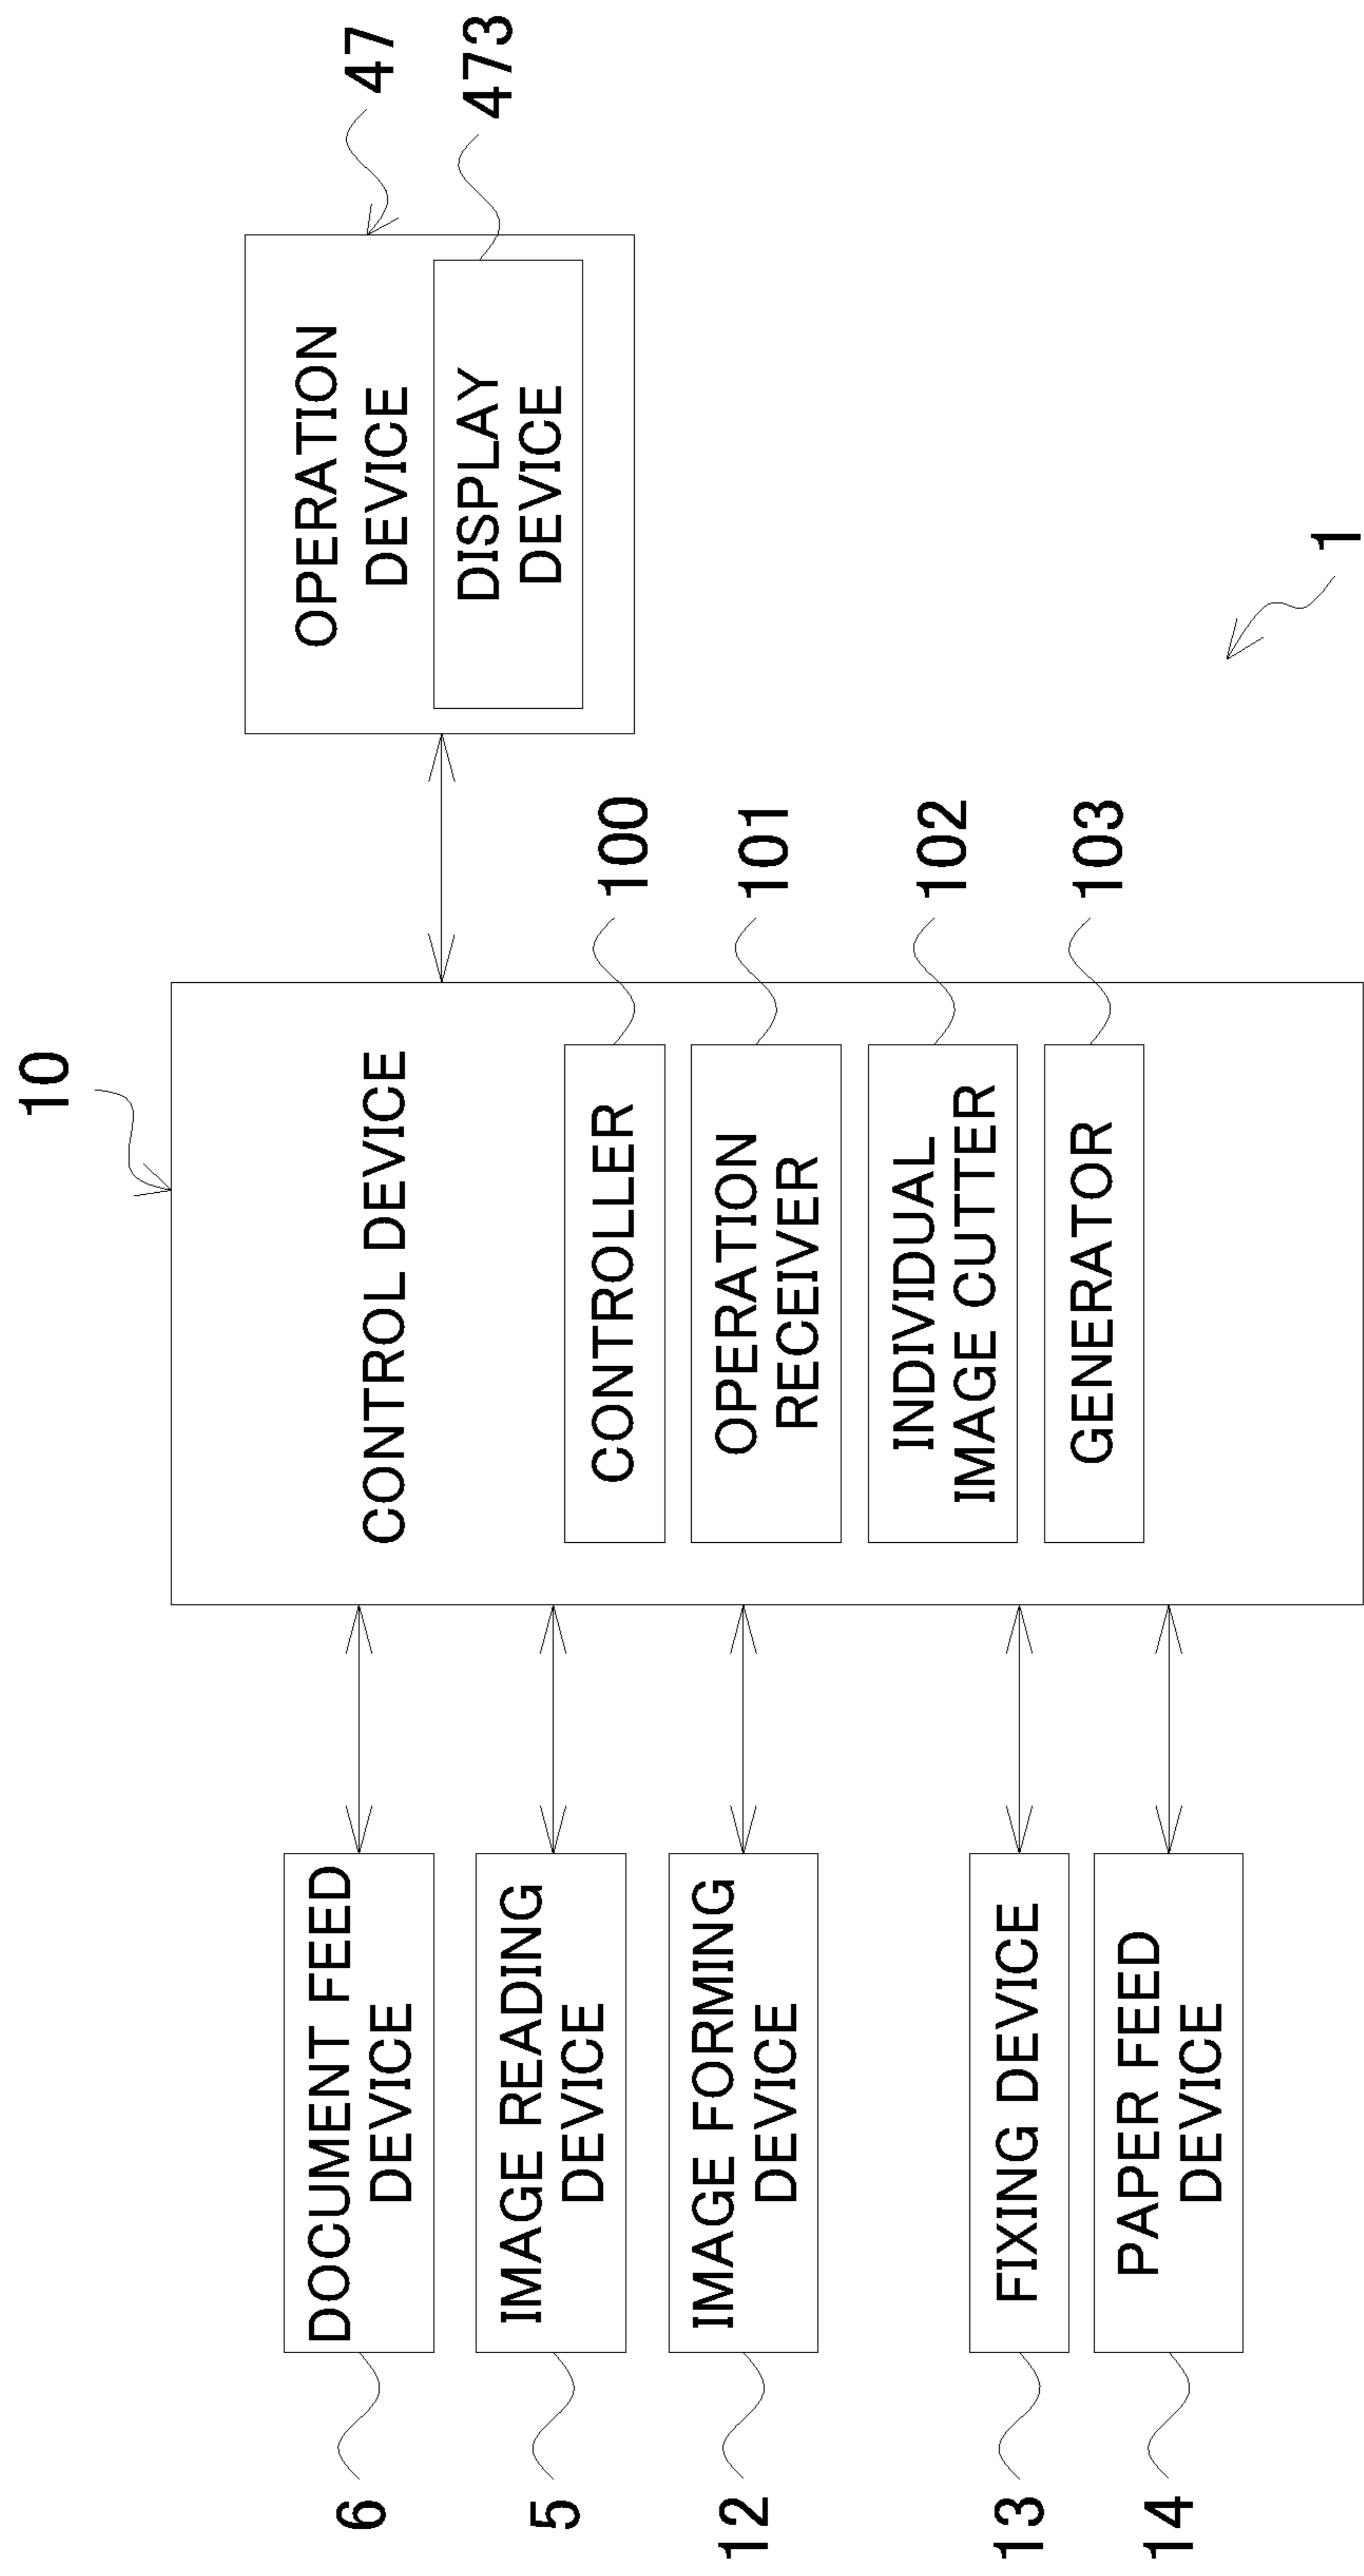 10
47
473
6
DOCUMENT FEED
DEVICE
5
IMAGE READING
DEVICE
12
IMAGE FORMING
DEVICE
13
FIXING DEVICE
14
PAPER FEED
DEVICE
CONTROL DEVICE
CONTROLLER
100
OPERATION
RECEIVER
101
INDIVIDUAL
IMAGE CUTTER
102
GENERATOR
103
OPERATION
DEVICE
DISPLAY
DEVICE
1